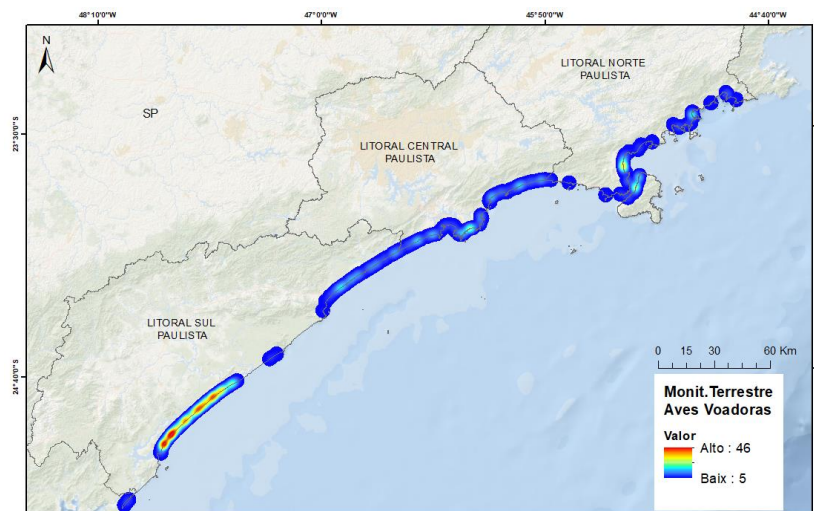 48°10'0"O
47°0'0"O
45°50'0"O
44°40'0"O
N
LITORAL NORTE
PAULISTA
SP
23°30'0"S
LITORAL CENTRAL
PAULISTA
LITORAL SUL
PAULISTA
0 15 30 60 Km
24°40'0"S
Monit.Terrestre
Aves Voadoras
Valor
Alto : 46
Baix : 5